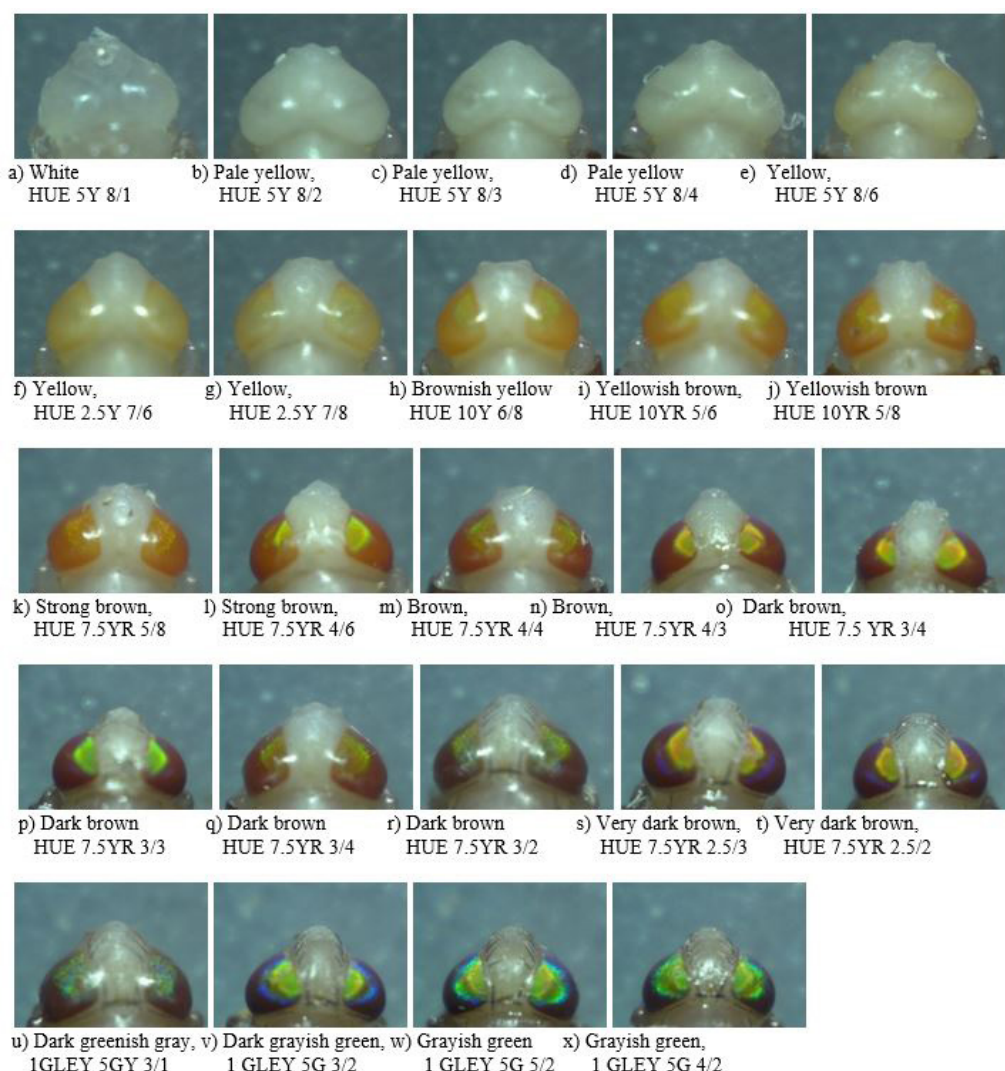 a) White b) Pale yellow, c) Pale yellow, d) Pale yellow e) Yellow,
HUE 5Y 8/1 HUE 5Y 8/2 HUE 5Y 8/3 HUE 5Y 8/4 HUE 5Y 8/6
f) Yellow, g) Yellow, h) Brownish yellow i) Yellowish brown, j) Yellowish brown
HUE 2.5Y 7/6 HUE 2.5Y 7/8 HUE 10Y 6/8 HUE 10YR 5/6 HUE 10YR 5/8
k) Strong brown, l) Strong brown, m) Brown, n) Brown, o) Dark brown,
HUE 7.5YR 5/8 HUE 7.5YR 4/6 HUE 7.5YR 4/4 HUE 7.5YR 4/3 HUE 7.5 YR 3/4
p) Dark brown q) Dark brown r) Dark brown s) Very dark brown, t) Very dark brown,
HUE 7.5YR 3/3 HUE 7.5YR 3/4 HUE 7.5YR 3/2 HUE 7.5YR 2.5/3 HUE 7.5YR 2.5/2
u) Dark greenish gray, v) Dark grayish green, w) Grayish green x) Grayish green,
1GLEY 5GY 3/1 1 GLEY 5G 3/2 1 GLEY 5G 5/2 1 GLEY 5G 4/2